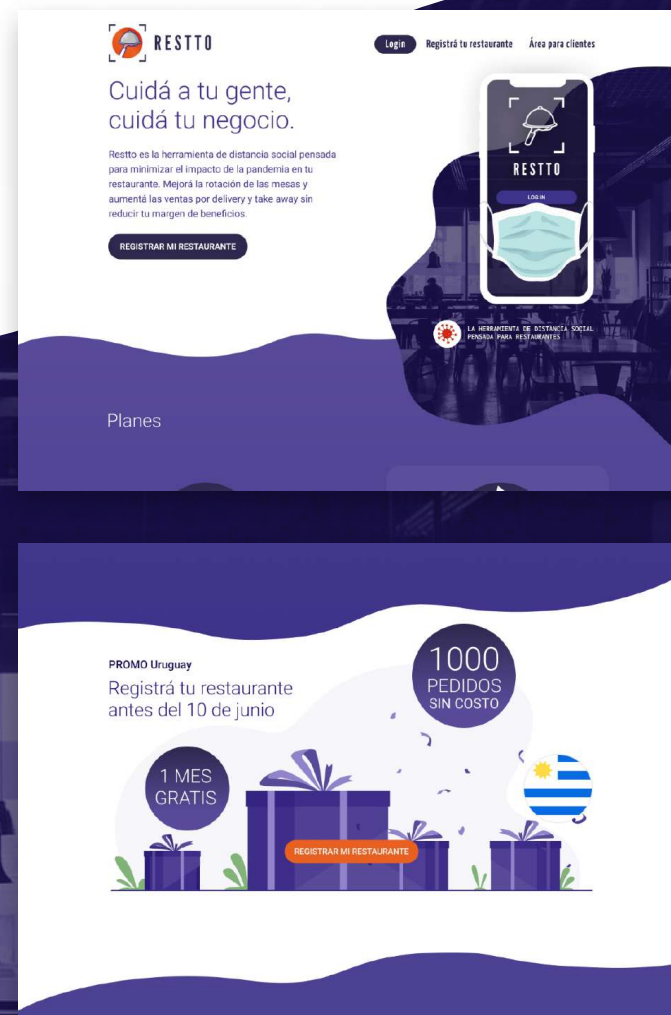 RESTTO
Login Registrá tu restaurante Área para clientes
Cuidá a tu gente,
cuidá tu negocio.
Restto es la herramienta de distancia social pensada
para minimizar el impacto de la pandemia en tu
restaurante. Mejorá la rotación de las mesas y
aumentá las ventas por delivery y take away sin
reducir tu margen de beneficios.
REGISTRAR MI RESTAURANTE
RESTTO
LOG IN
LA HERRAMIENTA DE DISTANCIA SOCIAL
PENSADA PARA RESTAURANTES
Planes
PROMO Uruguay
Registrá tu restaurante
antes del 10 de junio
1000
PEDIDOS
SIN COSTO
1 MES
GRATIS
REGISTRAR MI RESTAURANTE